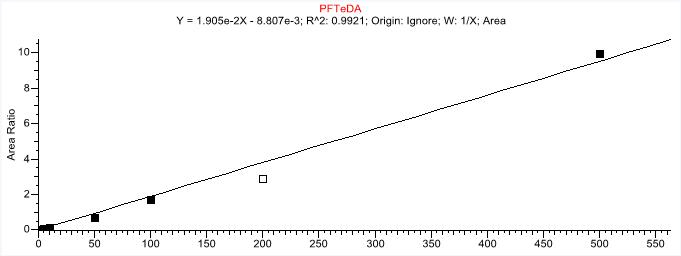 PFTeDA
Y = 1.905e-2X - 8.807e-3; R^2: 0.9921; Origin: Ignore; W: 1/X; Area
Area Ratio
10
8
6
4
2
0
0 50 100 150 200 250 300 350 400 450 500 550